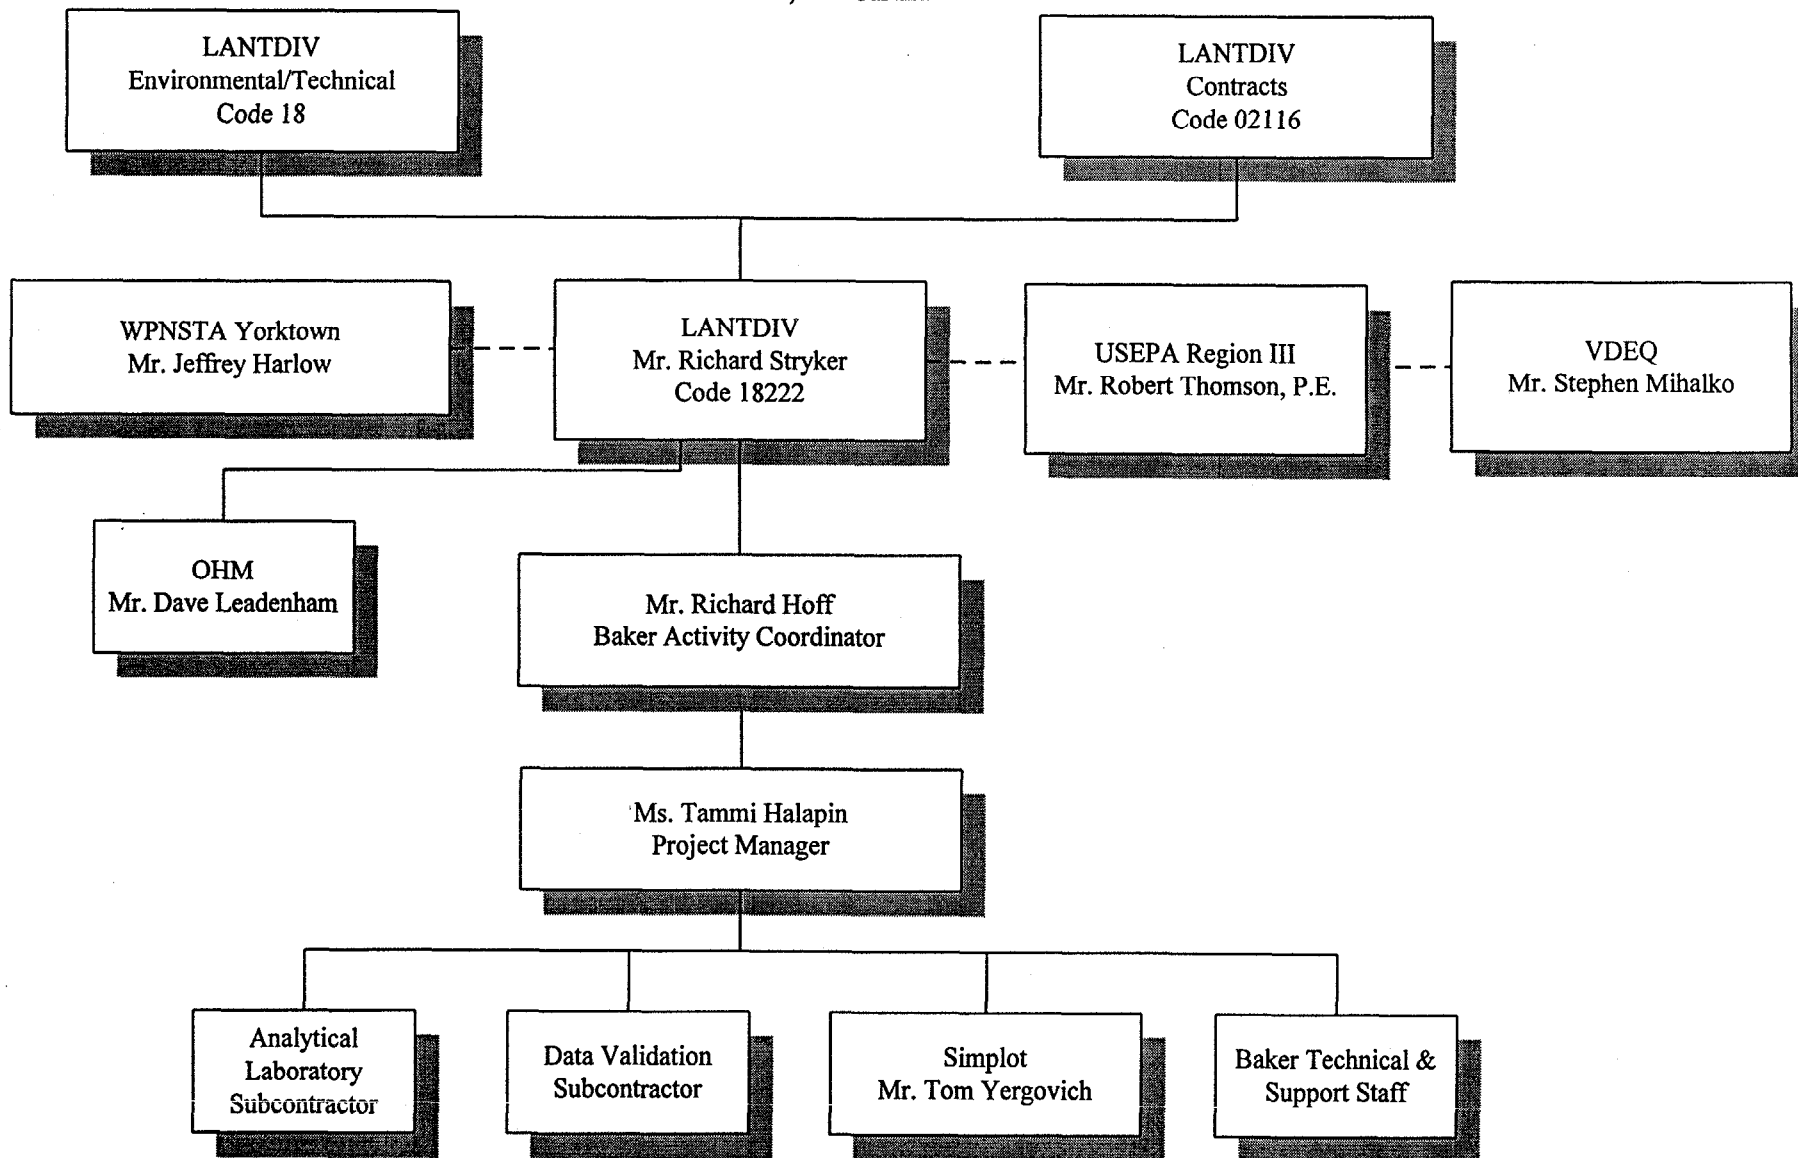 LANTDIV
Environmental/Technical
Code 18
LANTDIV
Contracts
Code 02116
WPNSTA Yorktown
Mr. Jeffrey Harlow
LANTDIV
Mr. Richard Stryker
Code 18222
USEPA Region III
Mr. Robert Thomson, P.E.
VDEQ
Mr. Stephen Mihalko
OHM
Mr. Dave Leadenham
Mr. Richard Hoff
Baker Activity Coordinator
Ms. Tammi Halapin
Project Manager
Analytical
Laboratory
Subcontractor
Data Validation
Subcontractor
Simplot
Mr. Tom Yergovich
Baker Technical &
Support Staff